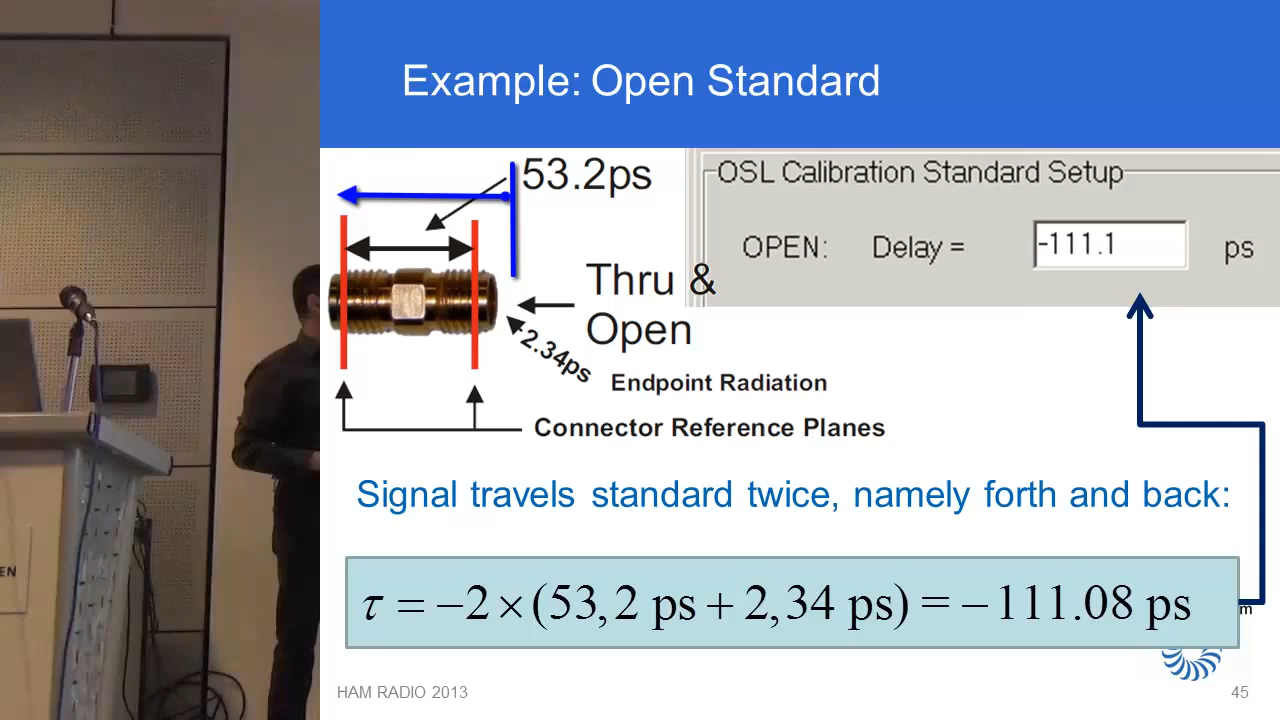 Example: Open Standard
53.2ps
OSL Calibration Standard Setup
OPEN: Delay = -111.1 ps
Thru &
Open
2.34ps
Endpoint Radiation
Connector Reference Planes
Signal travels standard twice, namely forth and back:
τ = −2 × (53,2 ps + 2,34 ps) = − 111.08 ps
m
EN
HAM RADIO 2013
45